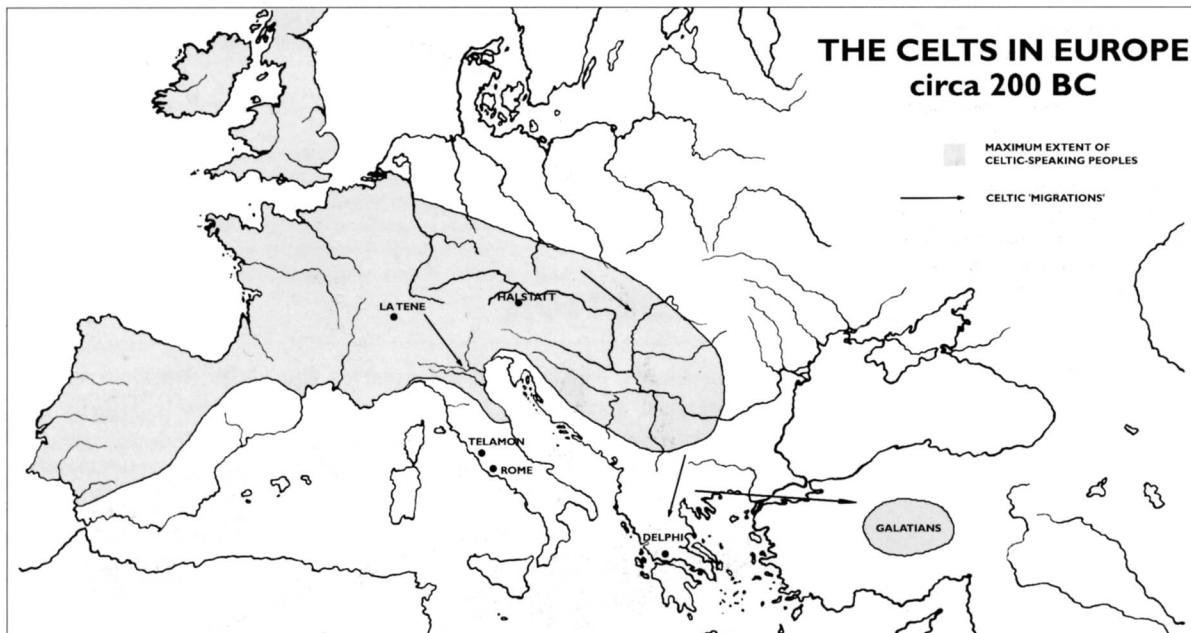 THE CELTS IN EUROPE
circa 200 BC
MAXIMUM EXTENT OF
CELTIC-SPEAKING PEOPLES
CELTIC 'MIGRATIONS'
HALSTATT
LA TENE
TELAMON
ROME
GALATIANS
DELPHI